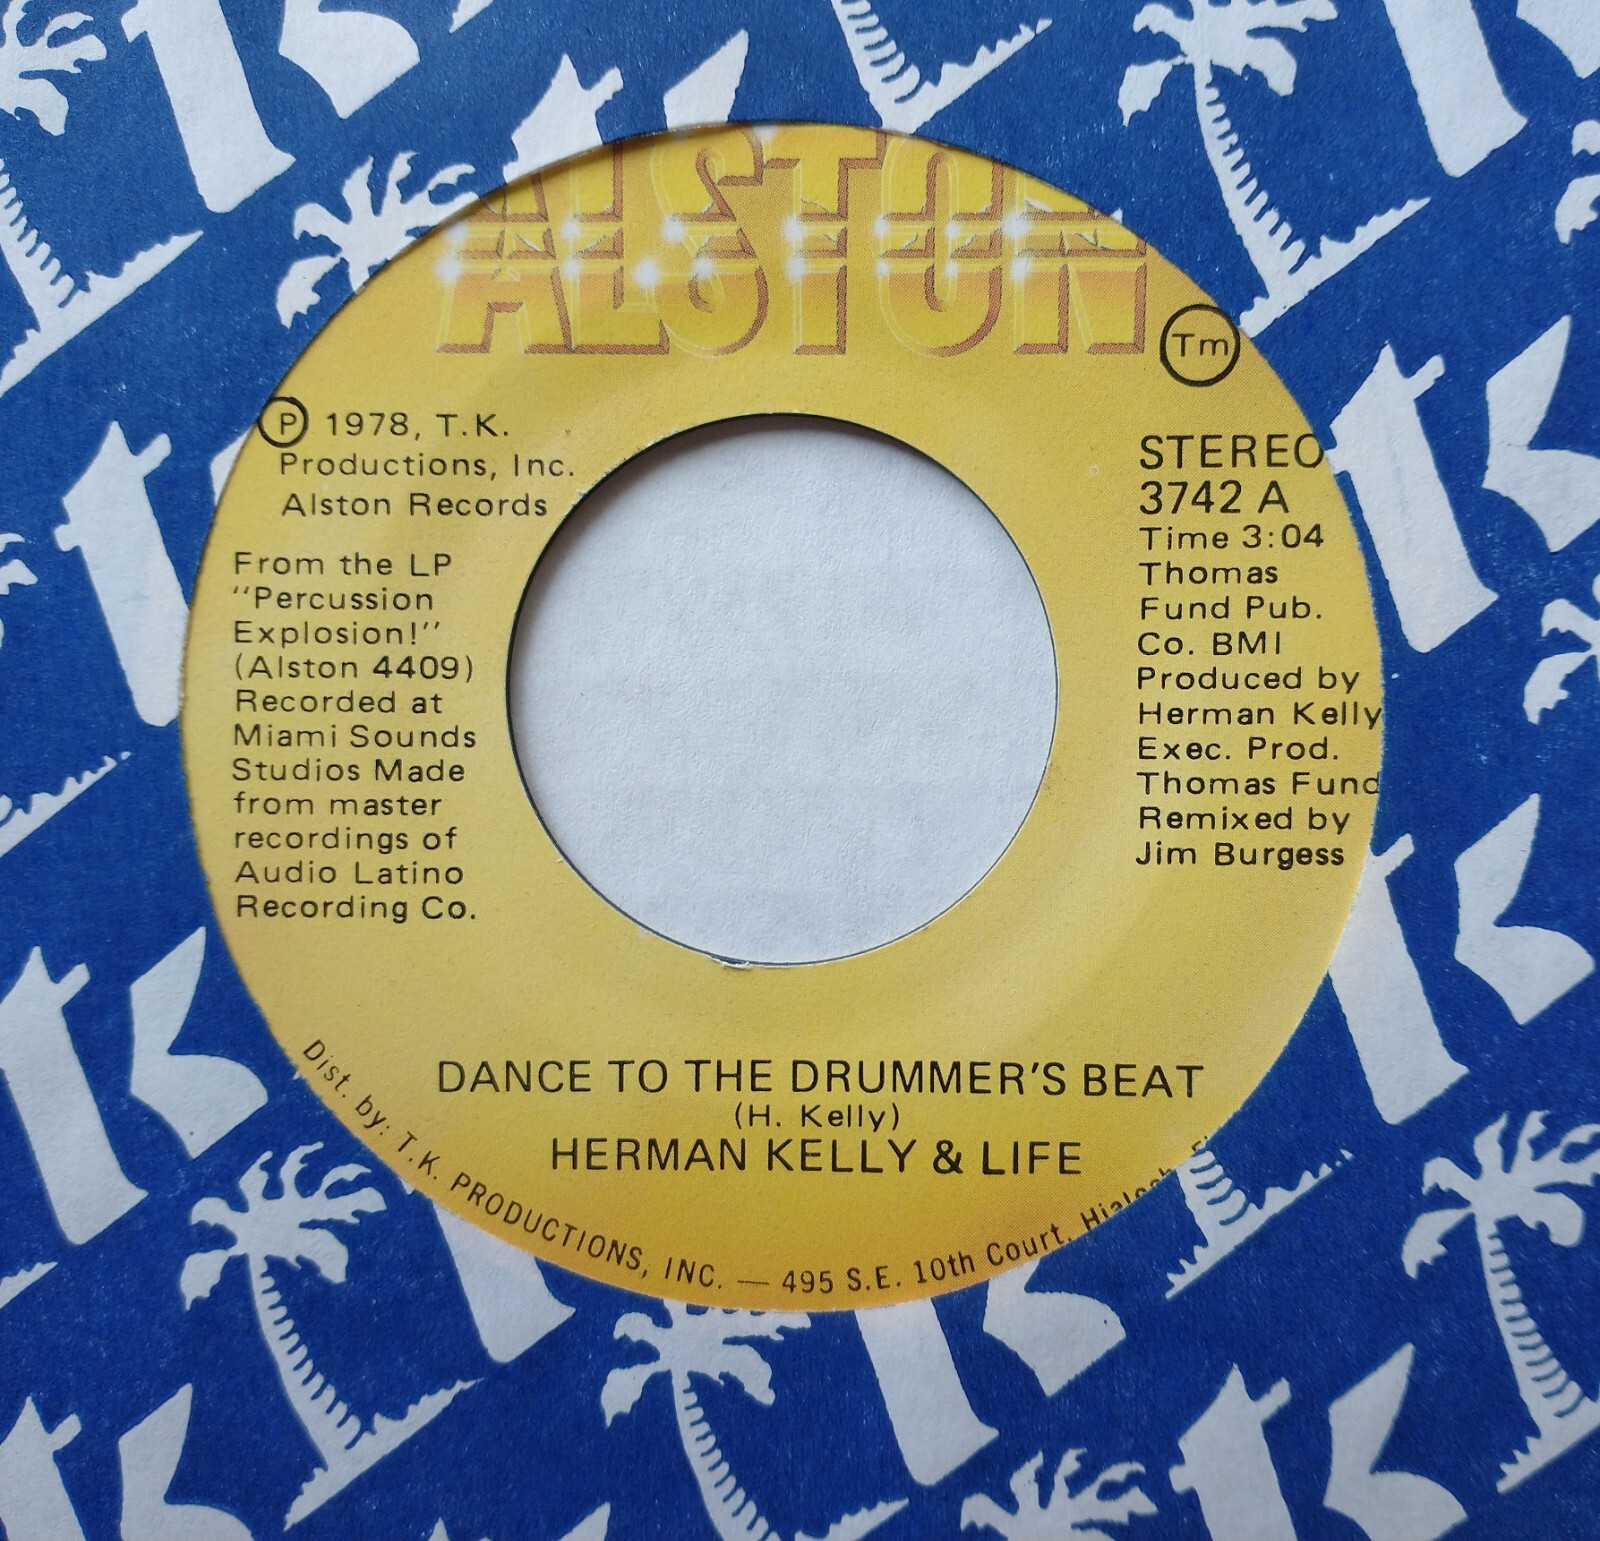 ALSTON
Tm
P 1978, T.K.
Productions, Inc.
Alston Records
From the LP
"Percussion
Explosion!"
(Alston 4409)
Recorded at
Miami Sounds
Studios Made
from master
recordings of
Audio Latino
Recording Co.
STEREO
3742 A
Time 3:04
Thomas
Fund Pub.
Co. BMI
Produced by
Herman Kelly
Exec. Prod.
Thomas Fund
Remixed by
Jim Burgess
DANCE TO THE DRUMMER'S BEAT
(H. Kelly)
HERMAN KELLY & LIFE
Dist. by: T.K. PRODUCTIONS, INC. — 495 S.E. 10th Court,